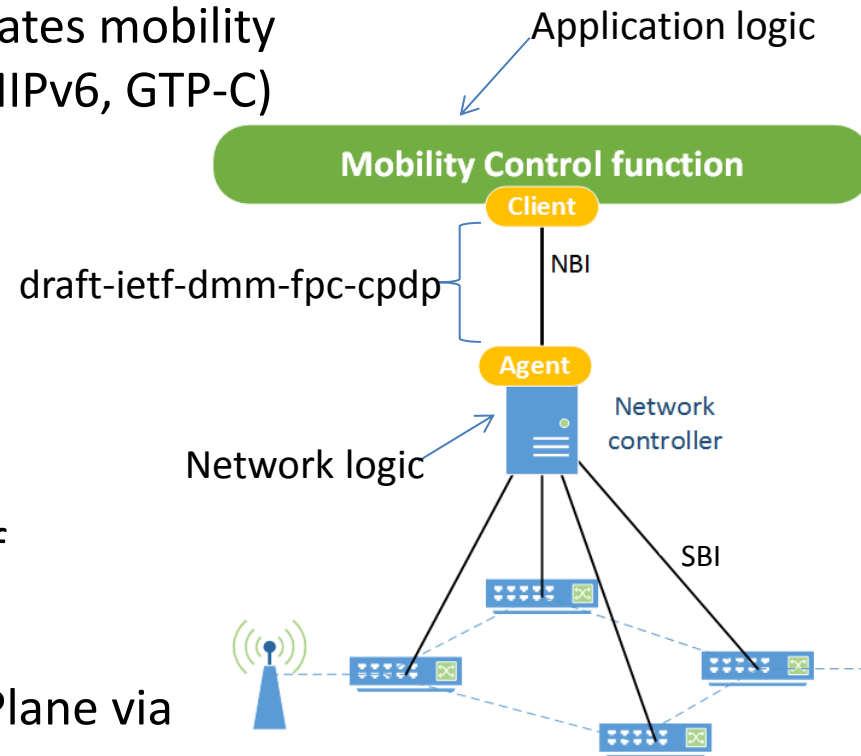 ates mobility
Application logic
IIPv6, GTP-C)
Mobility Control function
Client
NBI
draft-ietf-dmm-fpc-cpdp
Agent
Network
controller
Network logic
SBI
Plane via